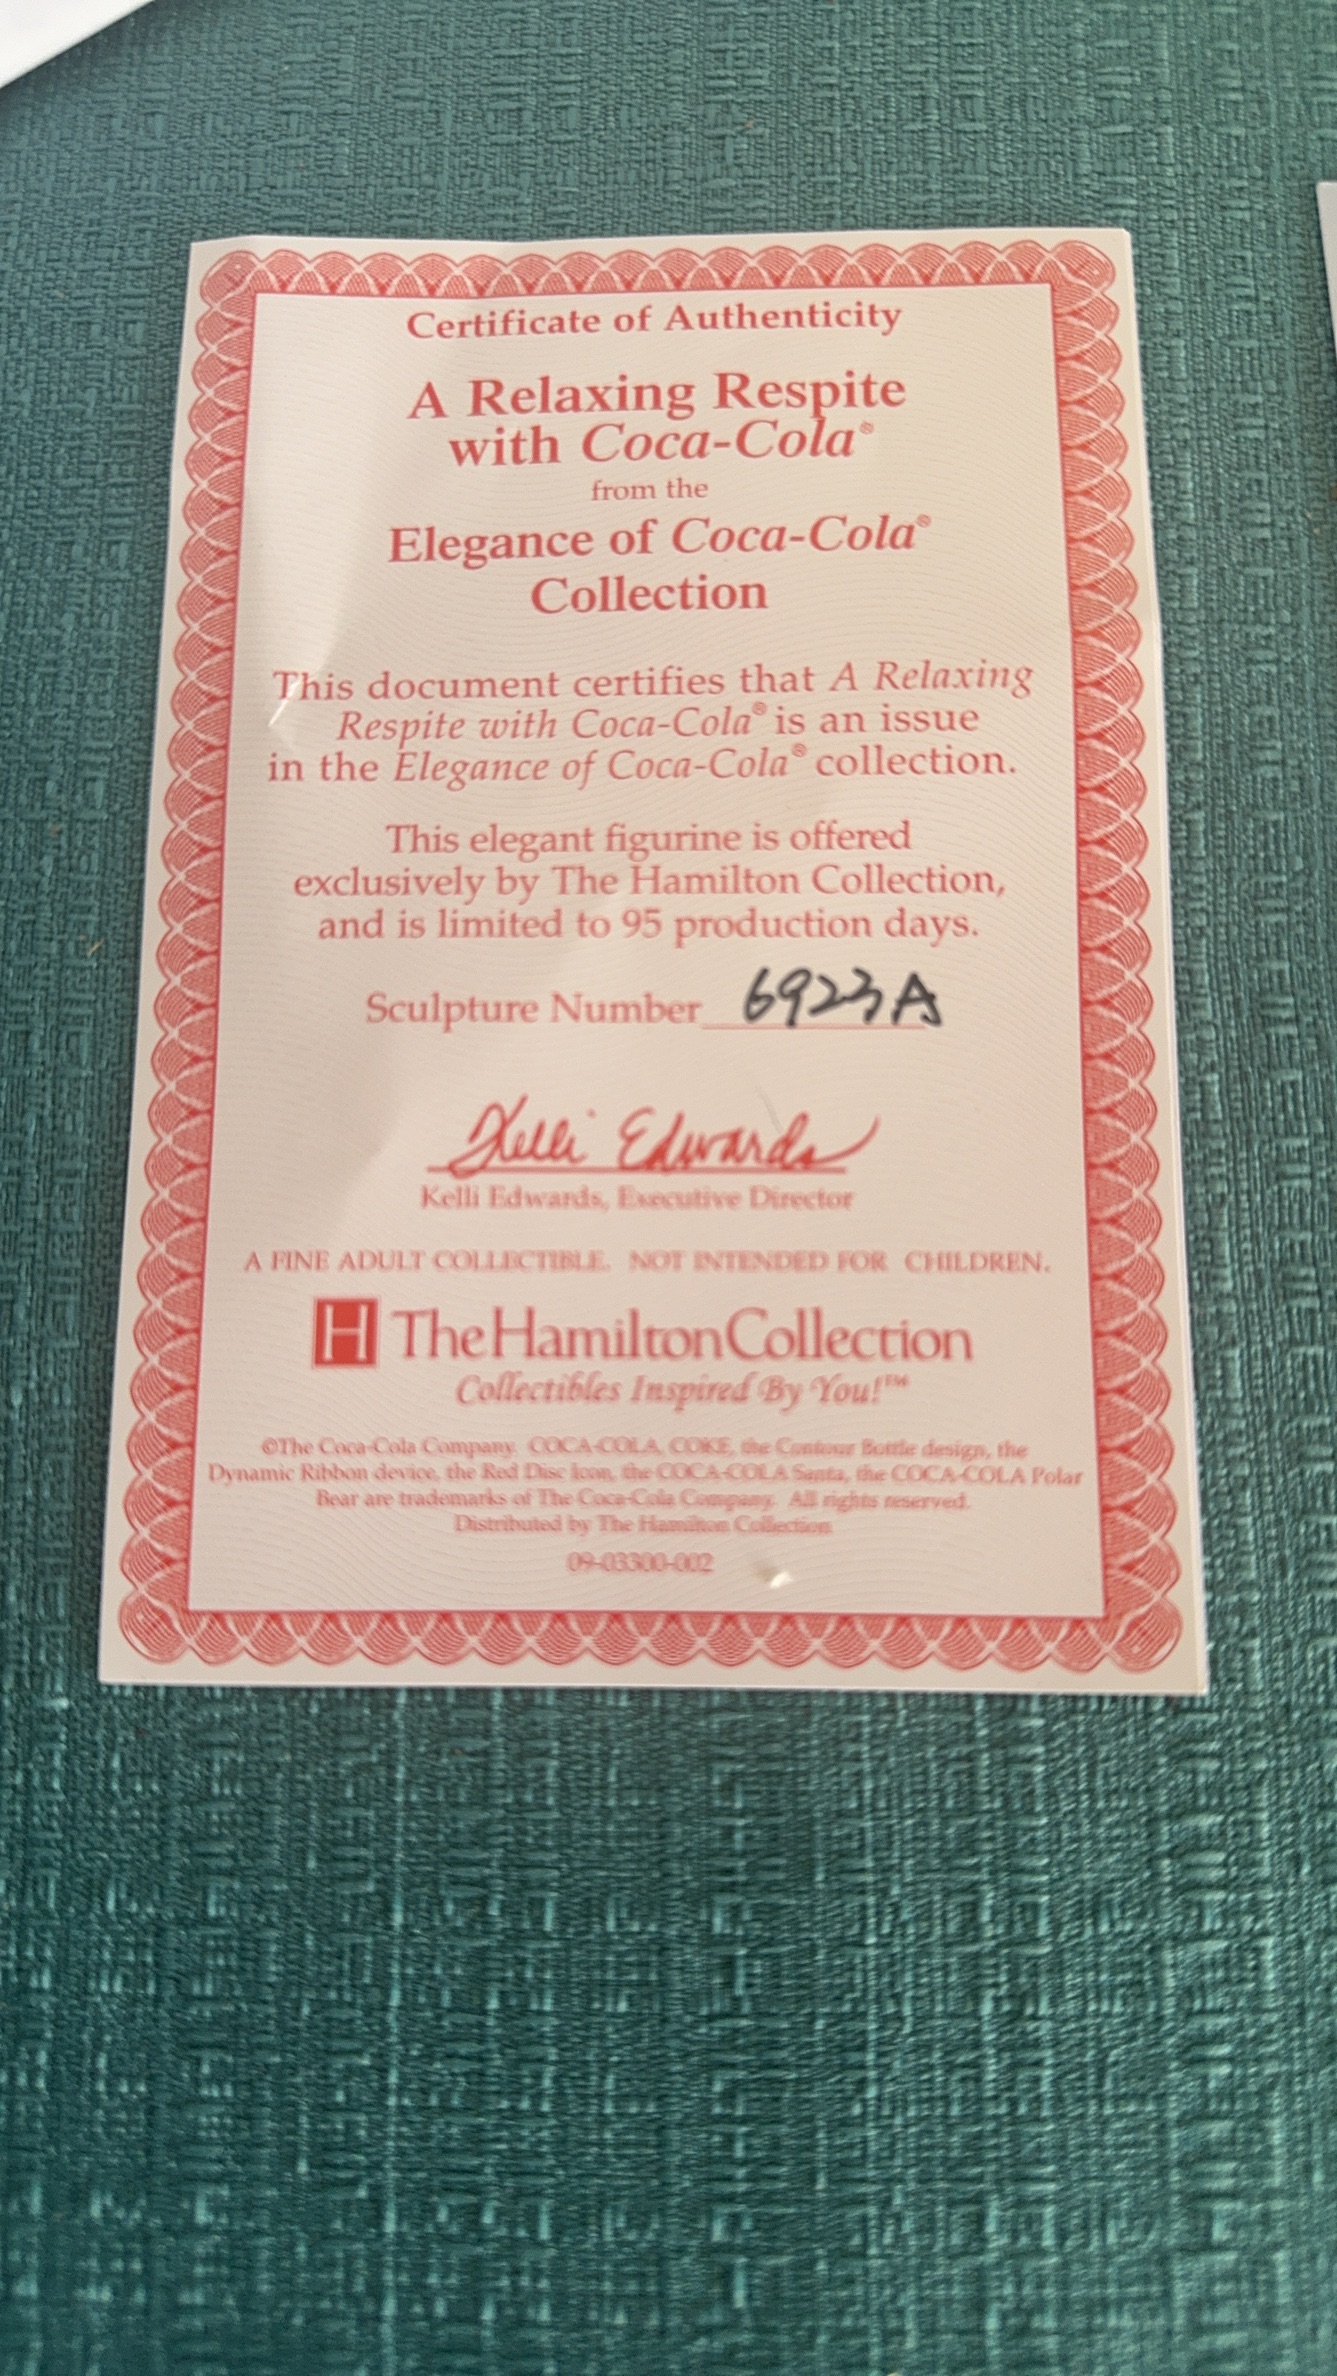 Certificate of Authenticity
A Relaxing Respite
with Coca-Cola®
from the
Elegance of Coca-Cola®
Collection
This document certifies that A Relaxing
Respite with Coca-Cola® is an issue
in the Elegance of Coca-Cola® collection.
This elegant figurine is offered
exclusively by The Hamilton Collection,
and is limited to 95 production days.
Sculpture Number 6923A
Kelli Edwards
Kelli Edwards, Executive Director
A FINE ADULT COLLECTIBLE. NOT INTENDED FOR CHILDREN.
H The Hamilton Collection
Collectibles Inspired By You!™
©The Coca-Cola Company. COCA-COLA, COKE, the Contour Bottle design, the
Dynamic Ribbon device, the Red Disc Icon, the COCA-COLA Santa, the COCA-COLA Polar
Bear are trademarks of The Coca-Cola Company. All rights reserved.
Distributed by The Hamilton Collection
09-03300-002